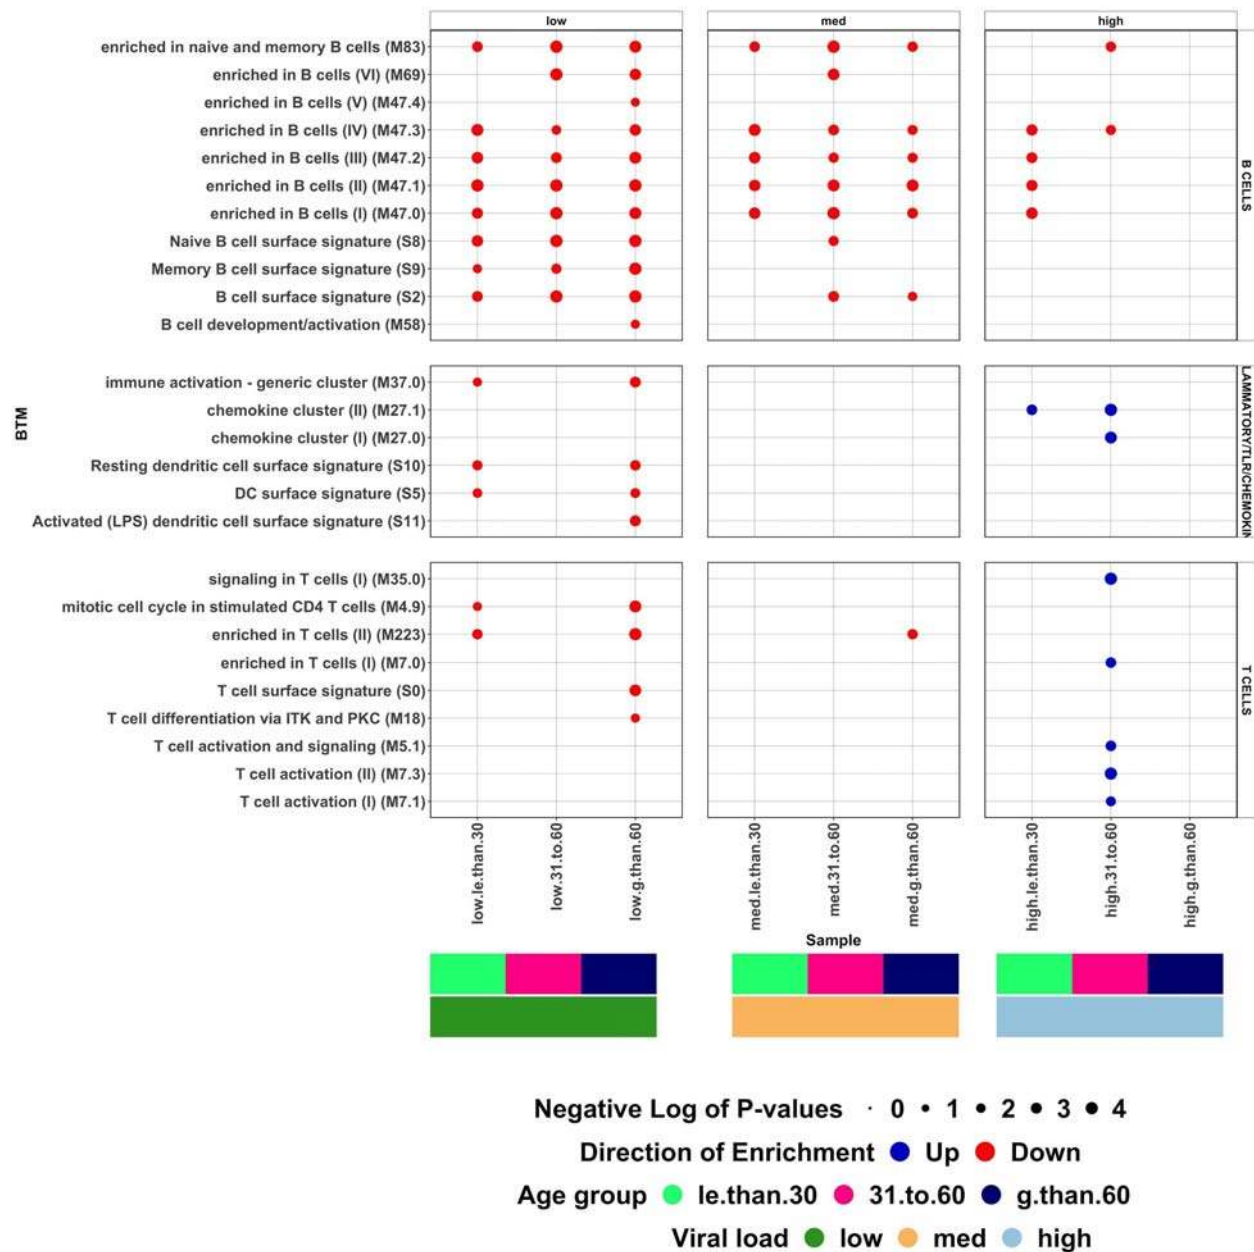 low med high
enriched in naive and memory B cells (M83)
enriched in B cells (VI) (M69)
enriched in B cells (V) (M47.4)
enriched in B cells (IV) (M47.3)
enriched in B cells (III) (M47.2)
enriched in B cells (II) (M47.1)
enriched in B cells (I) (M47.0)
Naive B cell surface signature (S8)
Memory B cell surface signature (S9)
B cell surface signature (S2)
B cell development/activation (M58)
B CELLS
immune activation - generic cluster (M37.0)
chemokine cluster (II) (M27.1)
chemokine cluster (I) (M27.0)
Resting dendritic cell surface signature (S10)
DC surface signature (S5)
Activated (LPS) dendritic cell surface signature (S11)
LAMMATORY/TLR/CHEMOKIN
BTM
signaling in T cells (I) (M35.0)
mitotic cell cycle in stimulated CD4 T cells (M4.9)
enriched in T cells (II) (M223)
enriched in T cells (I) (M7.0)
T cell surface signature (S0)
T cell differentiation via ITK and PKC (M18)
T cell activation and signaling (M5.1)
T cell activation (II) (M7.3)
T cell activation (I) (M7.1)
T CELLS
low.le.than.30
low.31.to.60
low.g.than.60
med.le.than.30
med.31.to.60
med.g.than.60
high.le.than.30
high.31.to.60
high.g.than.60
Sample
Negative Log of P-values 0 1 2 3 4
Direction of Enrichment Up Down
Age group le.than.30 31.to.60 g.than.60
Viral load low med high